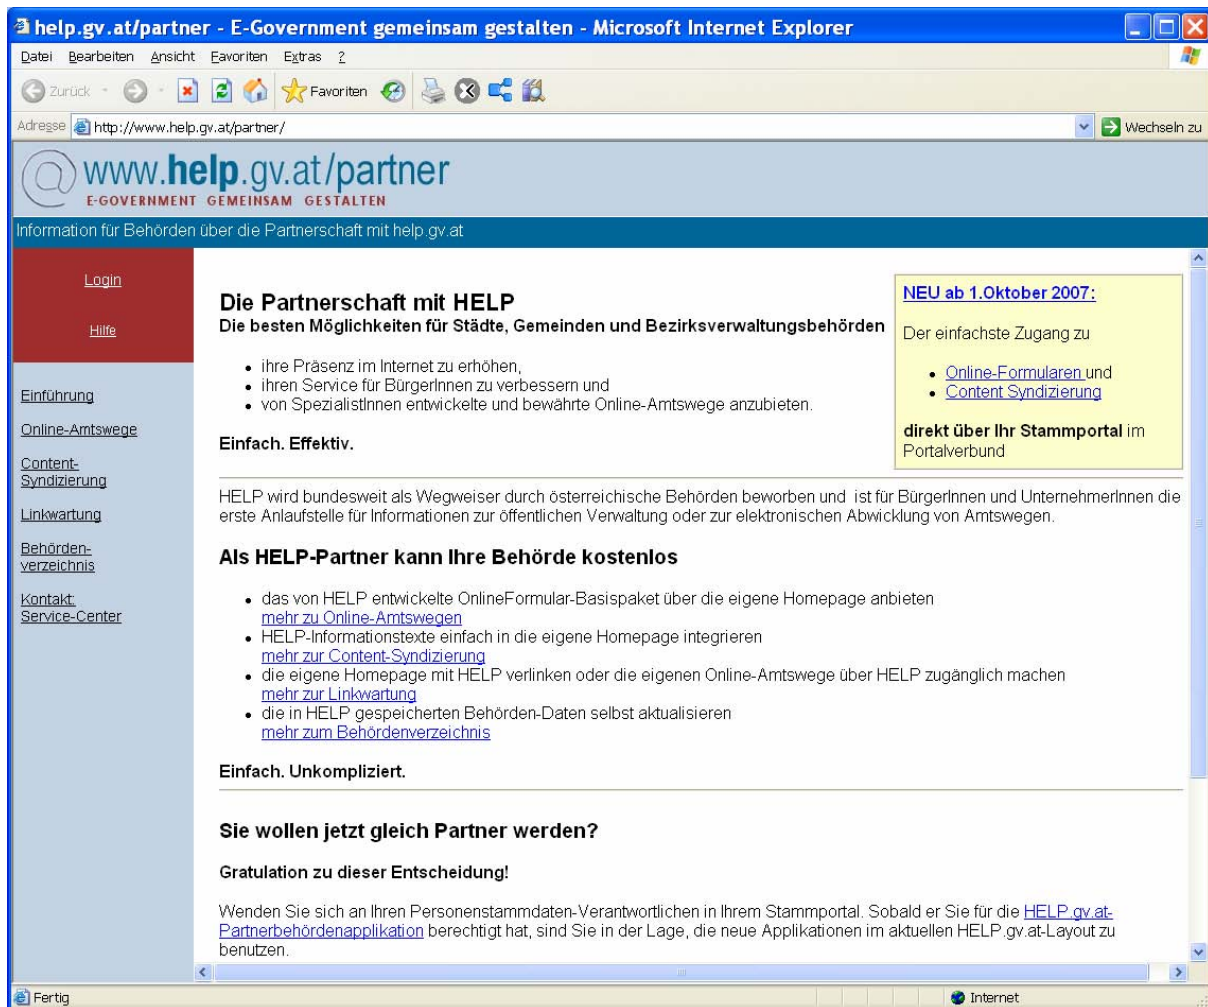 help.gv.at/partner - E-Government gemeinsam gestalten - Microsoft Internet Explorer
Datei Bearbeiten Ansicht Favoriten Extras ?
Zurück Favoriten
Adresse http://www.help.gv.at/partner/ Wechseln zu
@ www.help.gv.at/partner
E-GOVERNMENT GEMEINSAM GESTALTEN
Information für Behörden über die Partnerschaft mit help.gv.at
Login
Hilfe
Einführung
Online-Amtswege
Content-
Syndizierung
Linkwartung
Behörden-
verzeichnis
Kontakt:
Service-Center
Die Partnerschaft mit HELP
Die besten Möglichkeiten für Städte, Gemeinden und Bezirksverwaltungsbehörden
• ihre Präsenz im Internet zu erhöhen,
• ihren Service für BürgerInnen zu verbessern und
• von SpezialistInnen entwickelte und bewährte Online-Amtswege anzubieten.
Einfach. Effektiv.
NEU ab 1.Oktober 2007:
Der einfachste Zugang zu
• Online-Formularen und
• Content Syndizierung
direkt über Ihr Stammportal im
Portalverbund
HELP wird bundesweit als Wegweiser durch österreichische Behörden beworben und ist für BürgerInnen und UnternehmerInnen die
erste Anlaufstelle für Informationen zur öffentlichen Verwaltung oder zur elektronischen Abwicklung von Amtswegen.
Als HELP-Partner kann Ihre Behörde kostenlos
• das von HELP entwickelte OnlineFormular-Basispaket über die eigene Homepage anbieten
mehr zu Online-Amtswegen
• HELP-Informationstexte einfach in die eigene Homepage integrieren
mehr zur Content-Syndizierung
• die eigene Homepage mit HELP verlinken oder die eigenen Online-Amtswege über HELP zugänglich machen
mehr zur Linkwartung
• die in HELP gespeicherten Behörden-Daten selbst aktualisieren
mehr zum Behördenverzeichnis
Einfach. Unkompliziert.
Sie wollen jetzt gleich Partner werden?
Gratulation zu dieser Entscheidung!
Wenden Sie sich an Ihren Personenstammdaten-Verantwortlichen in Ihrem Stammportal. Sobald er Sie für die HELP.gv.at-
Partnerbehördenapplikation berechtigt hat, sind Sie in der Lage, die neue Applikationen im aktuellen HELP.gv.at-Layout zu
benutzen.
Fertig Internet